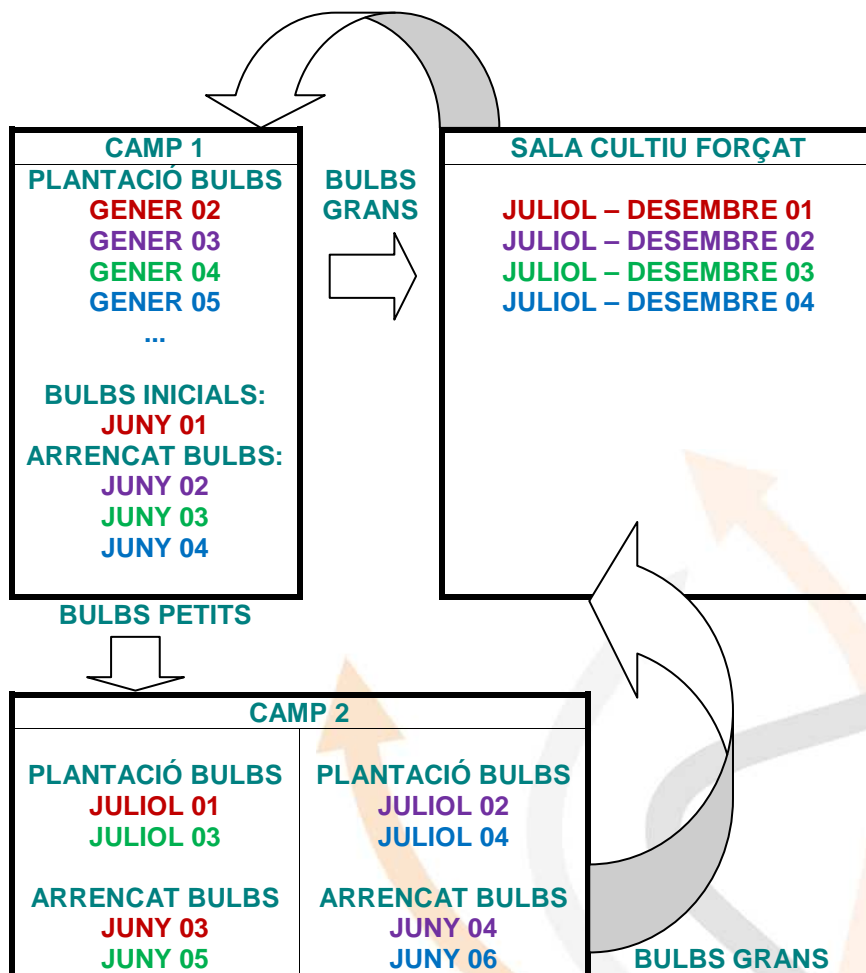 CAMP 1
PLANTACIÓ BULBS
GENER 02
GENER 03
GENER 04
GENER 05
...
BULBS INICIALS:
JUNY 01
ARRENCAT BULBS:
JUNY 02
JUNY 03
JUNY 04
BULBS
GRANS
SALA CULTIU FORÇAT
JULIOL – DESEMBRE 01
JULIOL – DESEMBRE 02
JULIOL – DESEMBRE 03
JULIOL – DESEMBRE 04
BULBS PETITS
CAMP 2
PLANTACIÓ BULBS
JULIOL 01
JULIOL 03
ARRENCAT BULBS
JUNY 03
JUNY 05
PLANTACIÓ BULBS
JULIOL 02
JULIOL 04
ARRENCAT BULBS
JUNY 04
JUNY 06
BULBS GRANS